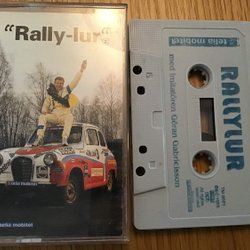 "Rally-lur"
telia mobitel
telia mobitel
RALLYLUR
med imitatören Göran Gabrielsson